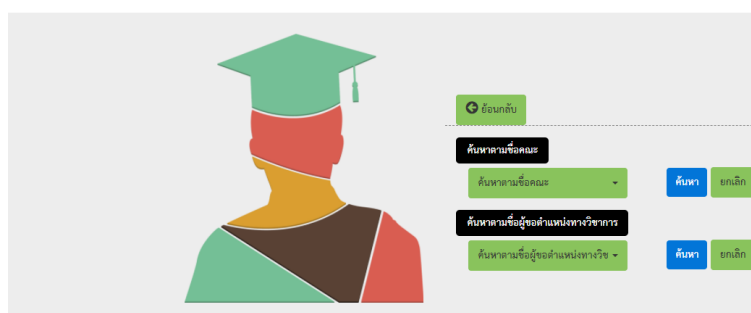 ย้อนกลับ
ค้นหาตามชื่อคณะ
ค้นหาตามชื่อคณะ ค้นหา ยกเลิก
ค้นหาตามชื่อผู้ขอตำแหน่งทางวิชาการ
ค้นหาตามชื่อผู้ขอตำแหน่งทางวิช ค้นหา ยกเลิก